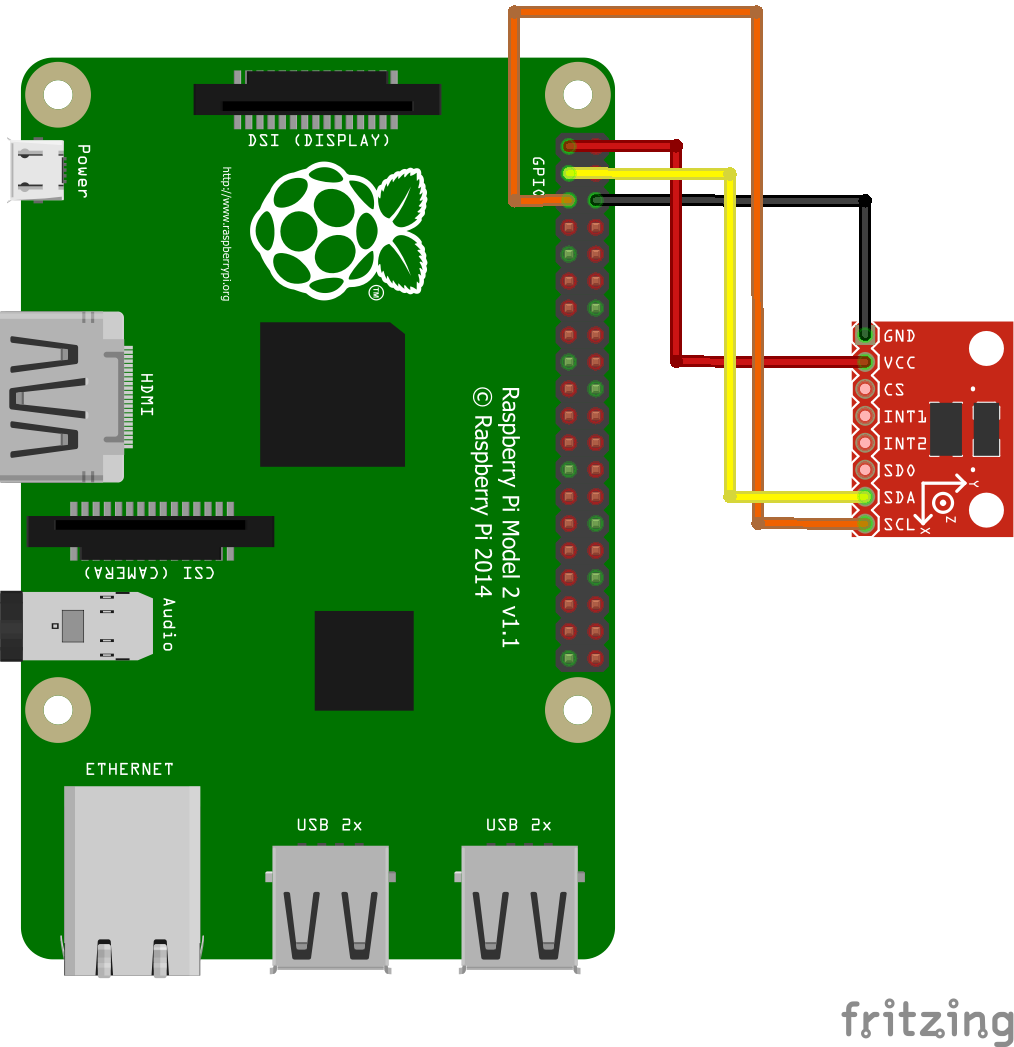 DSI (DISPLAY)
Power
GPIO
http://www.raspberrypi.org
TM
HDMI
Raspberry Pi Model 2 v1.1
© Raspberry Pi 2014
CSI (CAMERA)
Audio
ETHERNET
USB 2x
USB 2x
GND
VCC
CS
INT1
INT2
SDO
SDA
SCL
Y
Z
X
fritzing